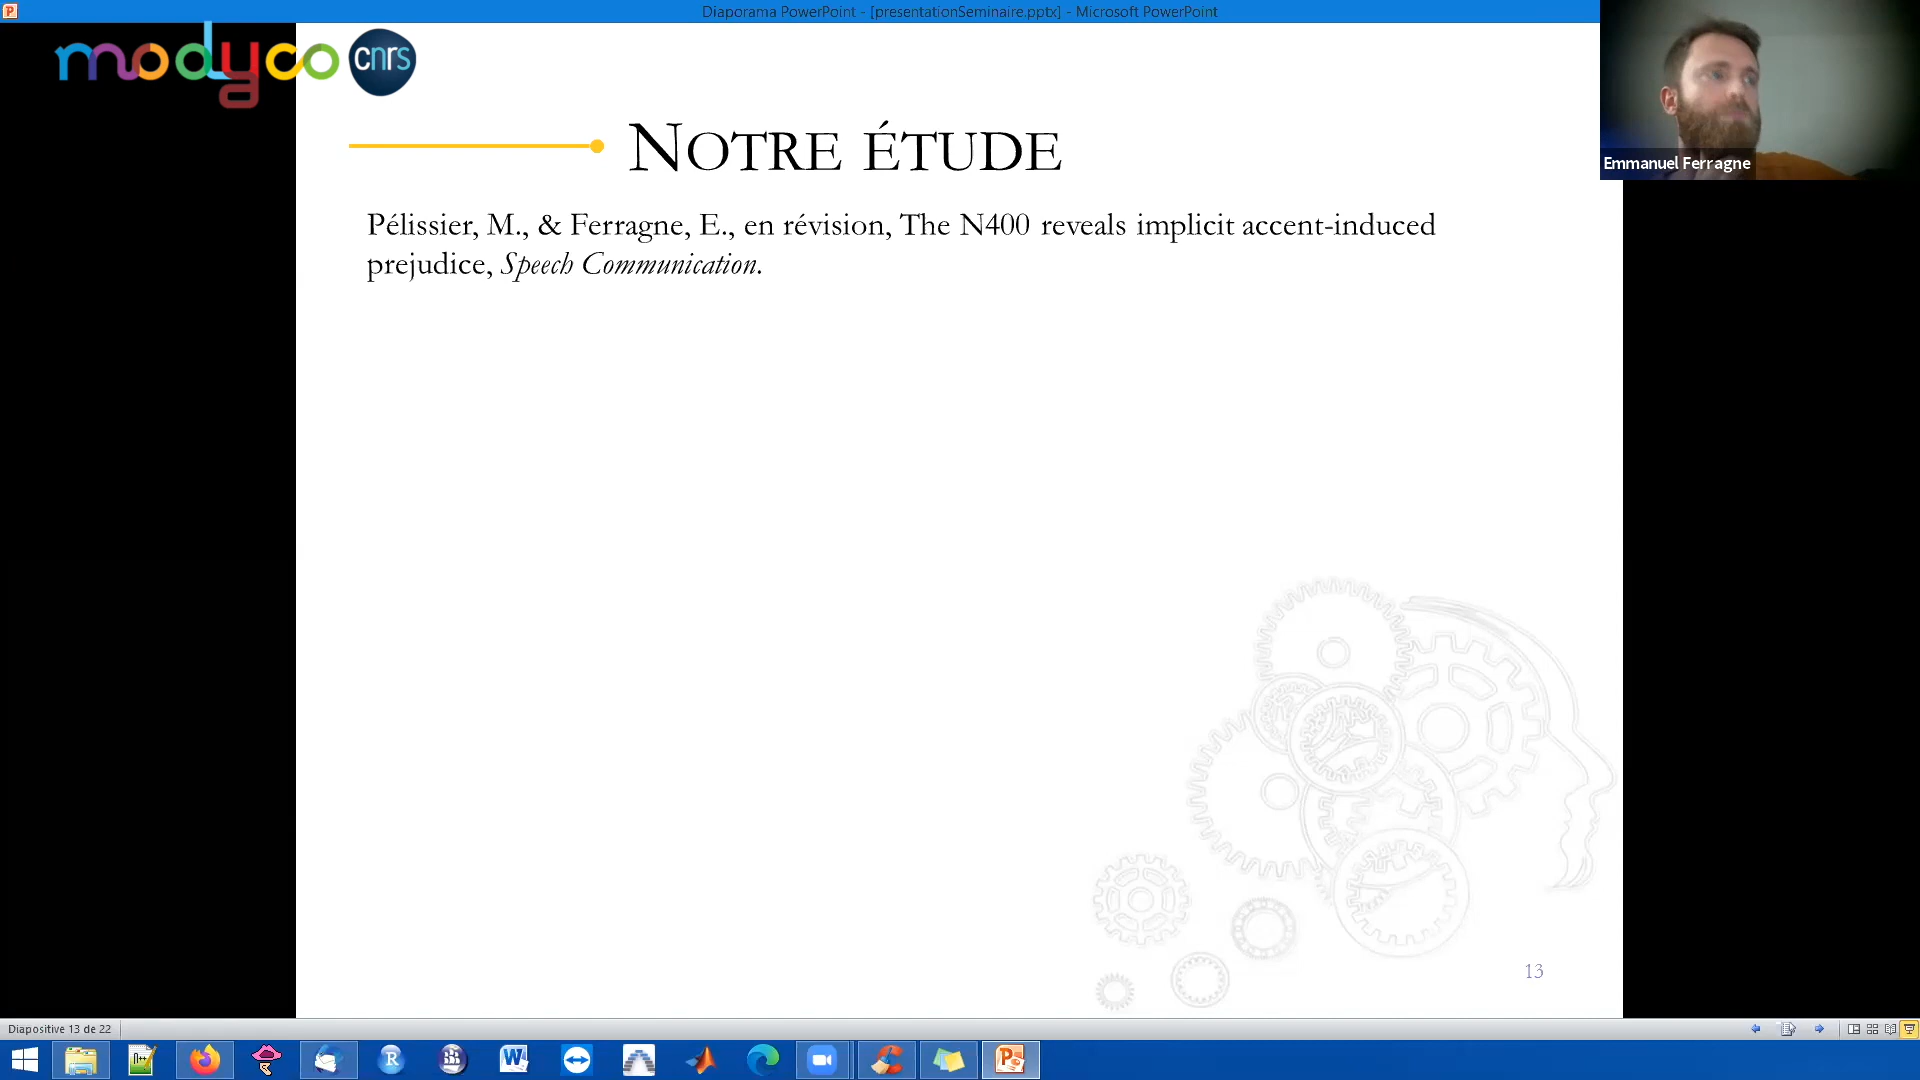 Diaporama PowerPoint - [presentationSeminaire.pptx] - Microsoft PowerPoint
modyco cnrs
Emmanuel Ferragne
NOTRE ÉTUDE
Pélissier, M., & Ferragne, E., en révision, The N400 reveals implicit accent-induced
prejudice, Speech Communication.
13
Diapositive 13 de 22